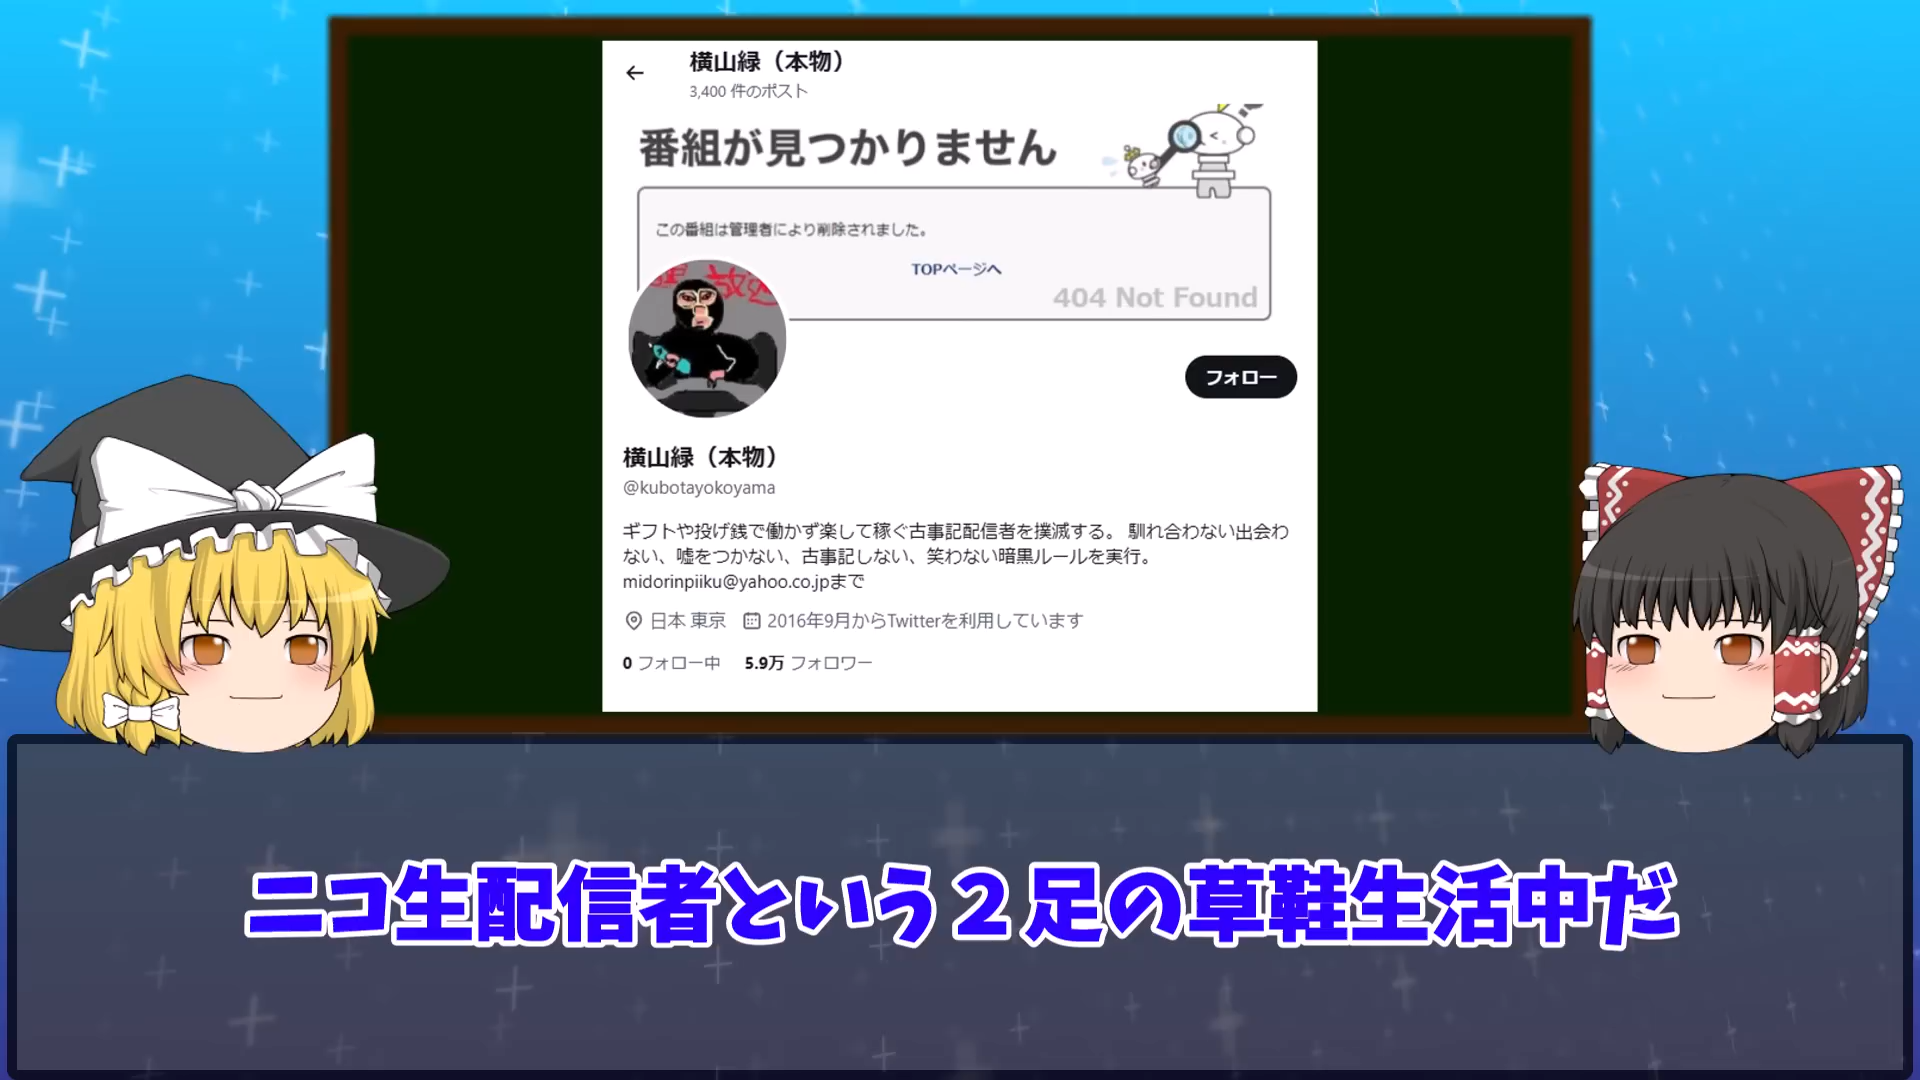 横山緑（本物）
3,400 件のポスト
番組が見つかりません
この番組は管理者により削除されました。
TOPページへ
404 Not Found
フォロー
横山緑（本物）
@kubotayokoyama
ギフトや投げ銭で働かず楽して稼ぐ古事記配信者を撲滅する。 馴れ合わない出会わ
ない、嘘をつかない、古事記しない、笑わない暗黒ルールを実行。
midorinpiiku@yahoo.co.jpまで
日本 東京 2016年9月からTwitterを利用しています
0 フォロー中 5.9万 フォロワー
ニコ生配信者という２足の草鞋生活中だ